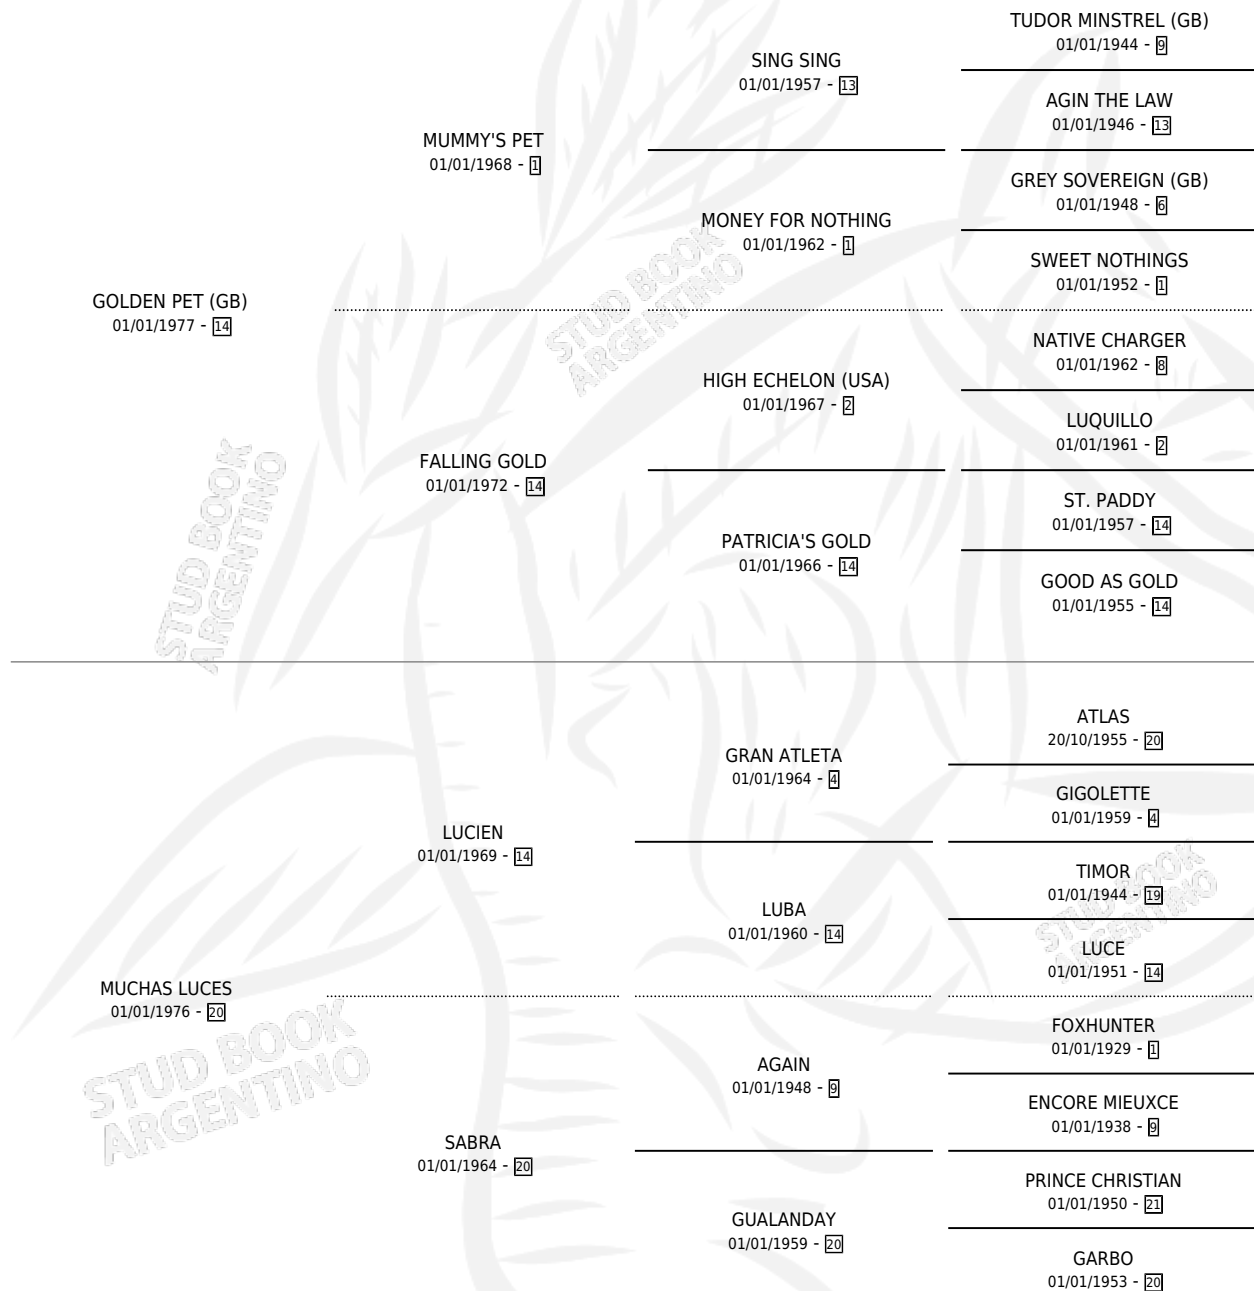 TUDOR MINSTREL (GB)
01/01/1944 - 9
SING SING
01/01/1957 - 13
AGIN THE LAW
01/01/1946 - 13
MUMMY'S PET
01/01/1968 - 1
GREY SOVEREIGN (GB)
01/01/1948 - 6
MONEY FOR NOTHING
01/01/1962 - 1
SWEET NOTHINGS
01/01/1952 - 1
GOLDEN PET (GB)
01/01/1977 - 14
STUD BOOK
ARGENTINO
NATIVE CHARGER
01/01/1962 - 8
HIGH ECHELON (USA)
01/01/1967 - 2
LUQUILLO
01/01/1961 - 2
FALLING GOLD
01/01/1972 - 14
ST. PADDY
01/01/1957 - 14
PATRICIA'S GOLD
01/01/1966 - 14
GOOD AS GOLD
01/01/1955 - 14
STUD BOOK
ARGENTINO
ATLAS
20/10/1955 - 20
GRAN ATLETA
01/01/1964 - 4
GIGOLETTE
01/01/1959 - 4
LUCIEN
01/01/1969 - 14
TIMOR
01/01/1944 - 19
LUBA
01/01/1960 - 14
STUD BOOK
ARGENTINO
LUCE
01/01/1951 - 14
MUCHAS LUCES
01/01/1976 - 20
STUD BOOK
ARGENTINO
FOXHUNTER
01/01/1929 - 1
AGAIN
01/01/1948 - 9
ENCORE MIEUXCE
01/01/1938 - 9
SABRA
01/01/1964 - 20
PRINCE CHRISTIAN
01/01/1950 - 21
GUALANDAY
01/01/1959 - 20
GARBO
01/01/1953 - 20